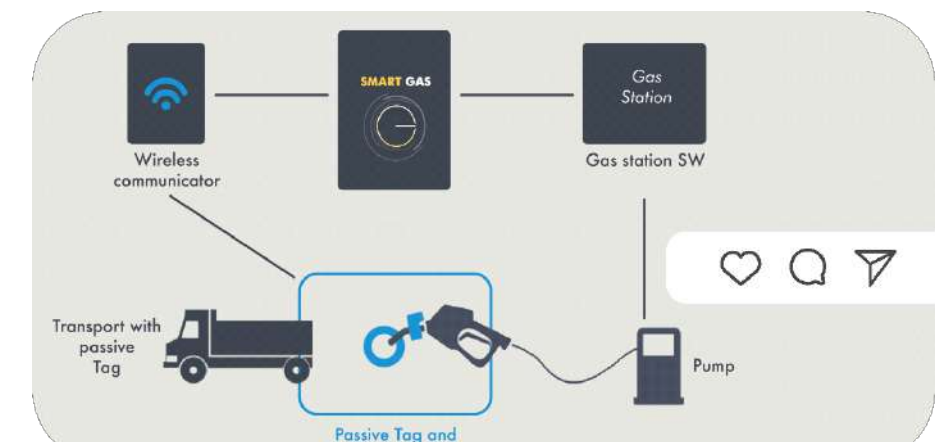 SMART GAS
Gas
Station
Wireless
communicator
Gas station SW
Transport with
passive
Tag
Pump
Passive Tag and